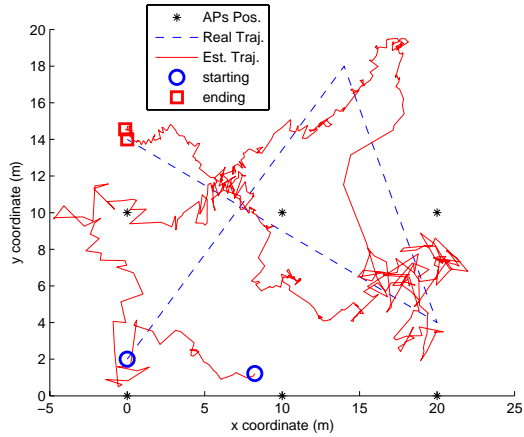 APs Pos.
Real Traj.
Est. Traj.
starting
ending
20
18
16
14
12
10
8
6
4
2
0
y coordinate (m)
−5 0 5 10 15 20 25
x coordinate (m)